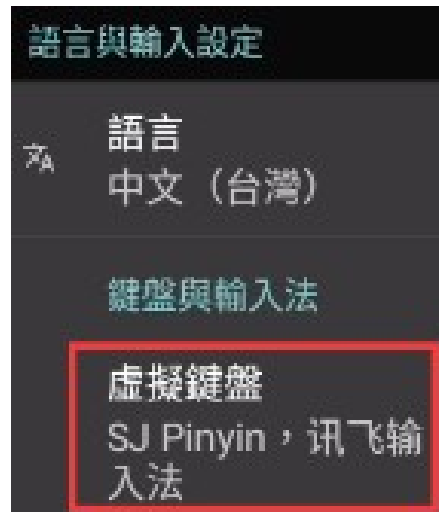 語言與輸入設定
語言
中文（台灣）
鍵盤與輸入法
虛擬鍵盤
SJ Pinyin，讯飞输
入法